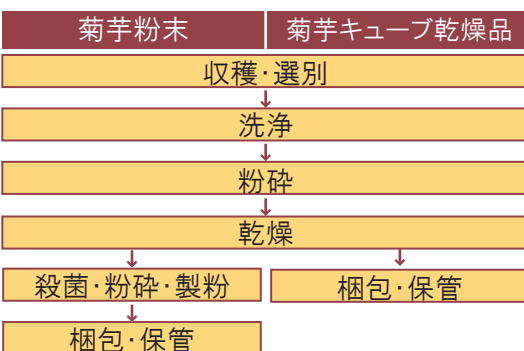 菊芋粉末
菊芋キューブ乾燥品
収穫·選別
洗浄
粉砕
乾燥
殺菌·粉砕·製粉
梱包·保管
梱包·保管